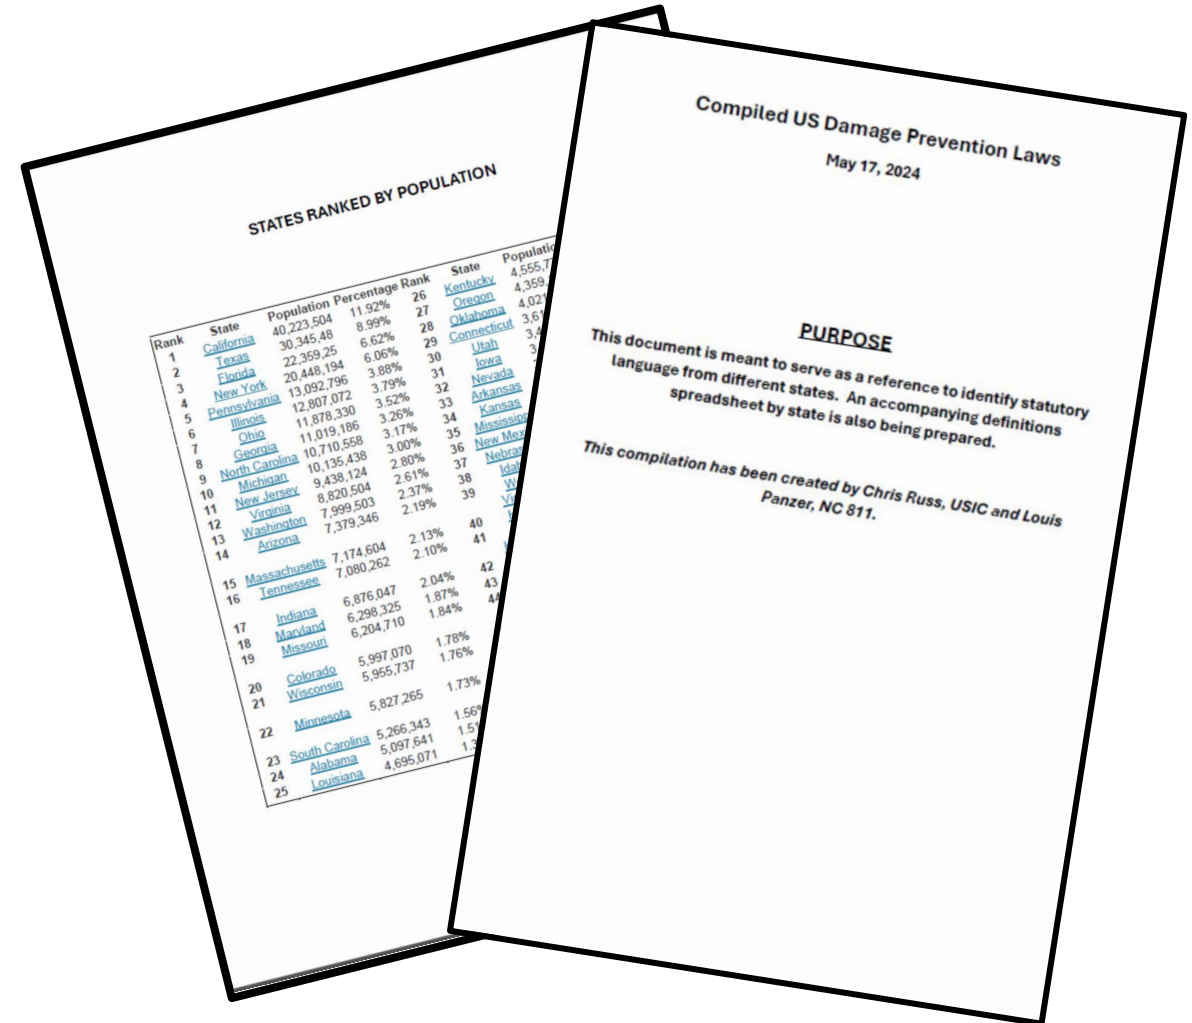 STATES RANKED BY POPULATION
Rank State Population Percentage Rank State
1 California 40,223,504 11.92% 26 Kentucky
2 Texas 30,345,48 8.99% 27 Oregon
3 Florida 22,359,25 6.62% 28 Oklahoma
4 New York 20,448,194 6.06% 29 Connecticut
5 Pennsylvania 13,092,796 3.88% 30 Utah
6 Illinois 12,807,072 3.79% 31 Iowa
7 Ohio 11,878,330 3.52% 32 Nevada
8 Georgia 11,019,186 3.26% 33 Arkansas
9 North Carolina 10,710,558 3.17% 34 Kansas
10 Michigan 10,135,438 3.00% 35
11 New Jersey 9,438,124 2.80% 36
12 Virginia 8,820,504 2.61% 37
13 Washington 7,999,503 2.37% 38
14 Arizona 7,379,346 2.19% 39
15 Massachusetts 7,174,604 2.13% 40
16 Tennessee 7,080,262 2.10% 41
17 Indiana 6,876,047 2.04% 42
18 Maryland 6,298,325 1.87% 43
19 Missouri 6,204,710 1.84% 44
20 Colorado 5,997,070 1.78%
21 Wisconsin 5,955,737 1.76%
22 Minnesota 5,827,265 1.73%
23 South Carolina 5,266,343
24 Alabama 5,097,641
25 Louisiana 4,695,071
Compiled US Damage Prevention Laws
May 17, 2024
PURPOSE
This document is meant to serve as a reference to identify statutory
language from different states. An accompanying definitions
spreadsheet by state is also being prepared.
This compilation has been created by Chris Russ, USIC and Louis
Panzer, NC 811.